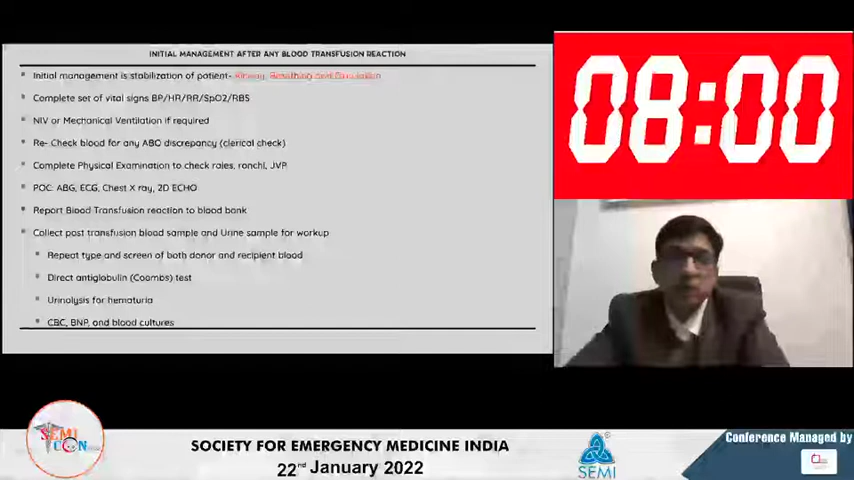 INITIAL MANAGEMENT AFTER ANY BLOOD TRANSFUSION REACTION
Initial management is stabilization of patient- Airway, Breathing and Circulation
Complete set of vital signs BP/HR/RR/SpO2/RBS
NIV or Mechanical Ventilation if required
Re- Check blood for any ABO discrepancy (clerical check)
Complete Physical Examination to check rales, ronchi, JVP
POC: ABG, ECG, Chest X ray, 2D ECHO
Report Blood Transfusion reaction to blood bank
Collect post transfusion blood sample and Urine sample for workup
Repeat type and screen of both donor and recipient blood
Direct antiglobulin (Coombs) test
Urinolysis for hematuria
CBC, BNP, and blood cultures
08:00
SEMI
CON
SOCIETY FOR EMERGENCY MEDICINE INDIA
22nd January 2022
SEMI
Conference Managed by